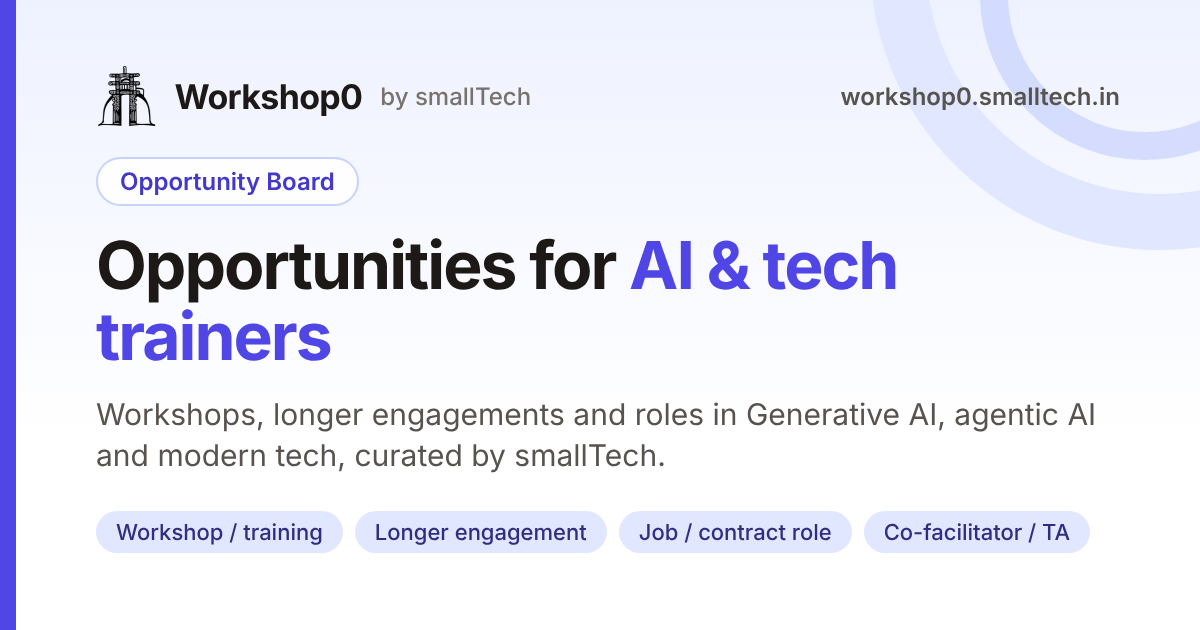 Workshop0 by smallTech
workshop0.smalltech.in
Opportunity Board
Opportunities for AI & tech
trainers
Workshops, longer engagements and roles in Generative AI, agentic AI
and modern tech, curated by smallTech.
Workshop / training
Longer engagement
Job / contract role
Co-facilitator / TA